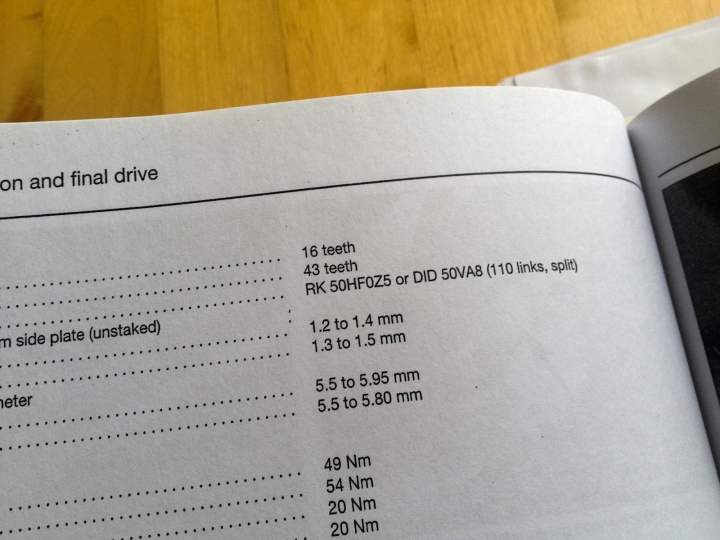 on and final drive
16 teeth
43 teeth
RK 50HF0Z5 or DID 50VA8 (110 links, split)
m side plate (unstaked)
1.2 to 1.4 mm
1.3 to 1.5 mm
meter
5.5 to 5.95 mm
5.5 to 5.80 mm
49 Nm
54 Nm
20 Nm
20 Nm